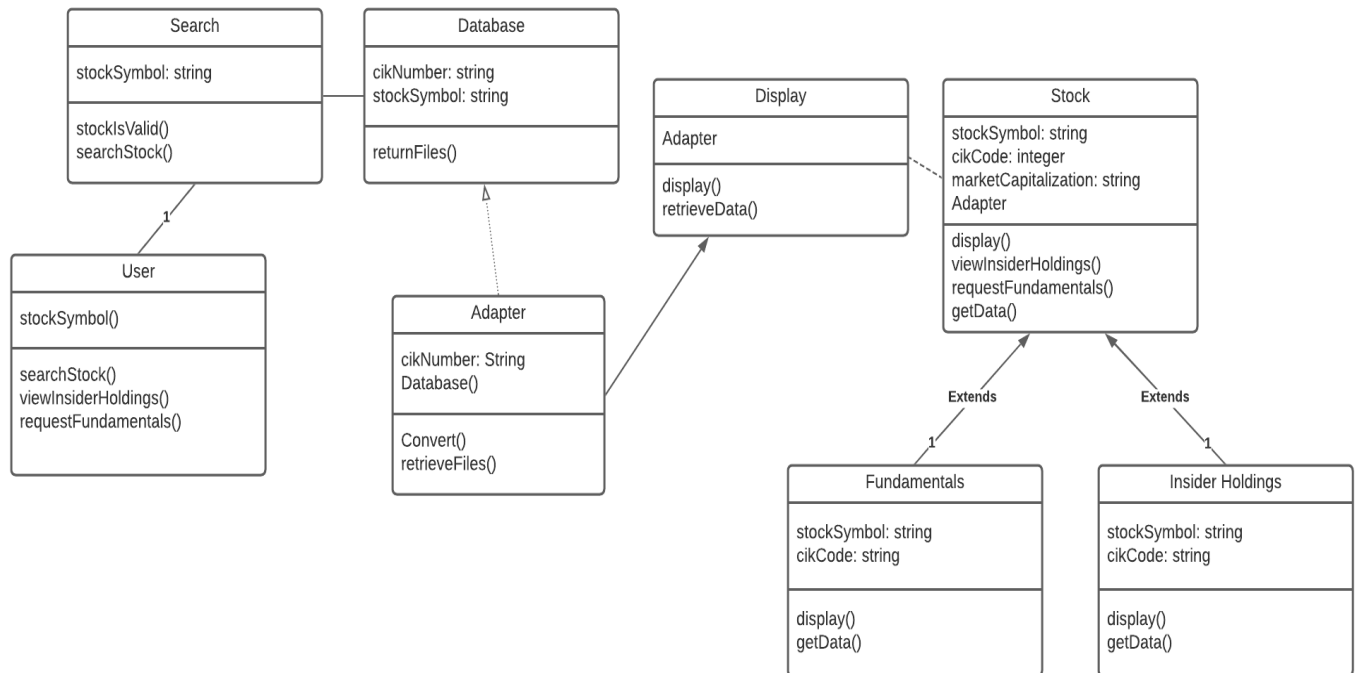 Search
stockSymbol: string
stockIsValid()
searchStock()
Database
cikNumber: string
stockSymbol: string
returnFiles()
Display
Adapter
display()
retrieveData()
Stock
stockSymbol: string
cikCode: integer
marketCapitalization: string
Adapter
display()
viewInsiderHoldings()
requestFundamentals()
getData()
1
User
stockSymbol()
searchStock()
viewInsiderHoldings()
requestFundamentals()
Adapter
cikNumber: String
Database()
Convert()
retrieveFiles()
Extends
1
Extends
1
Fundamentals
stockSymbol: string
cikCode: string
display()
getData()
Insider Holdings
stockSymbol: string
cikCode: string
display()
getData()